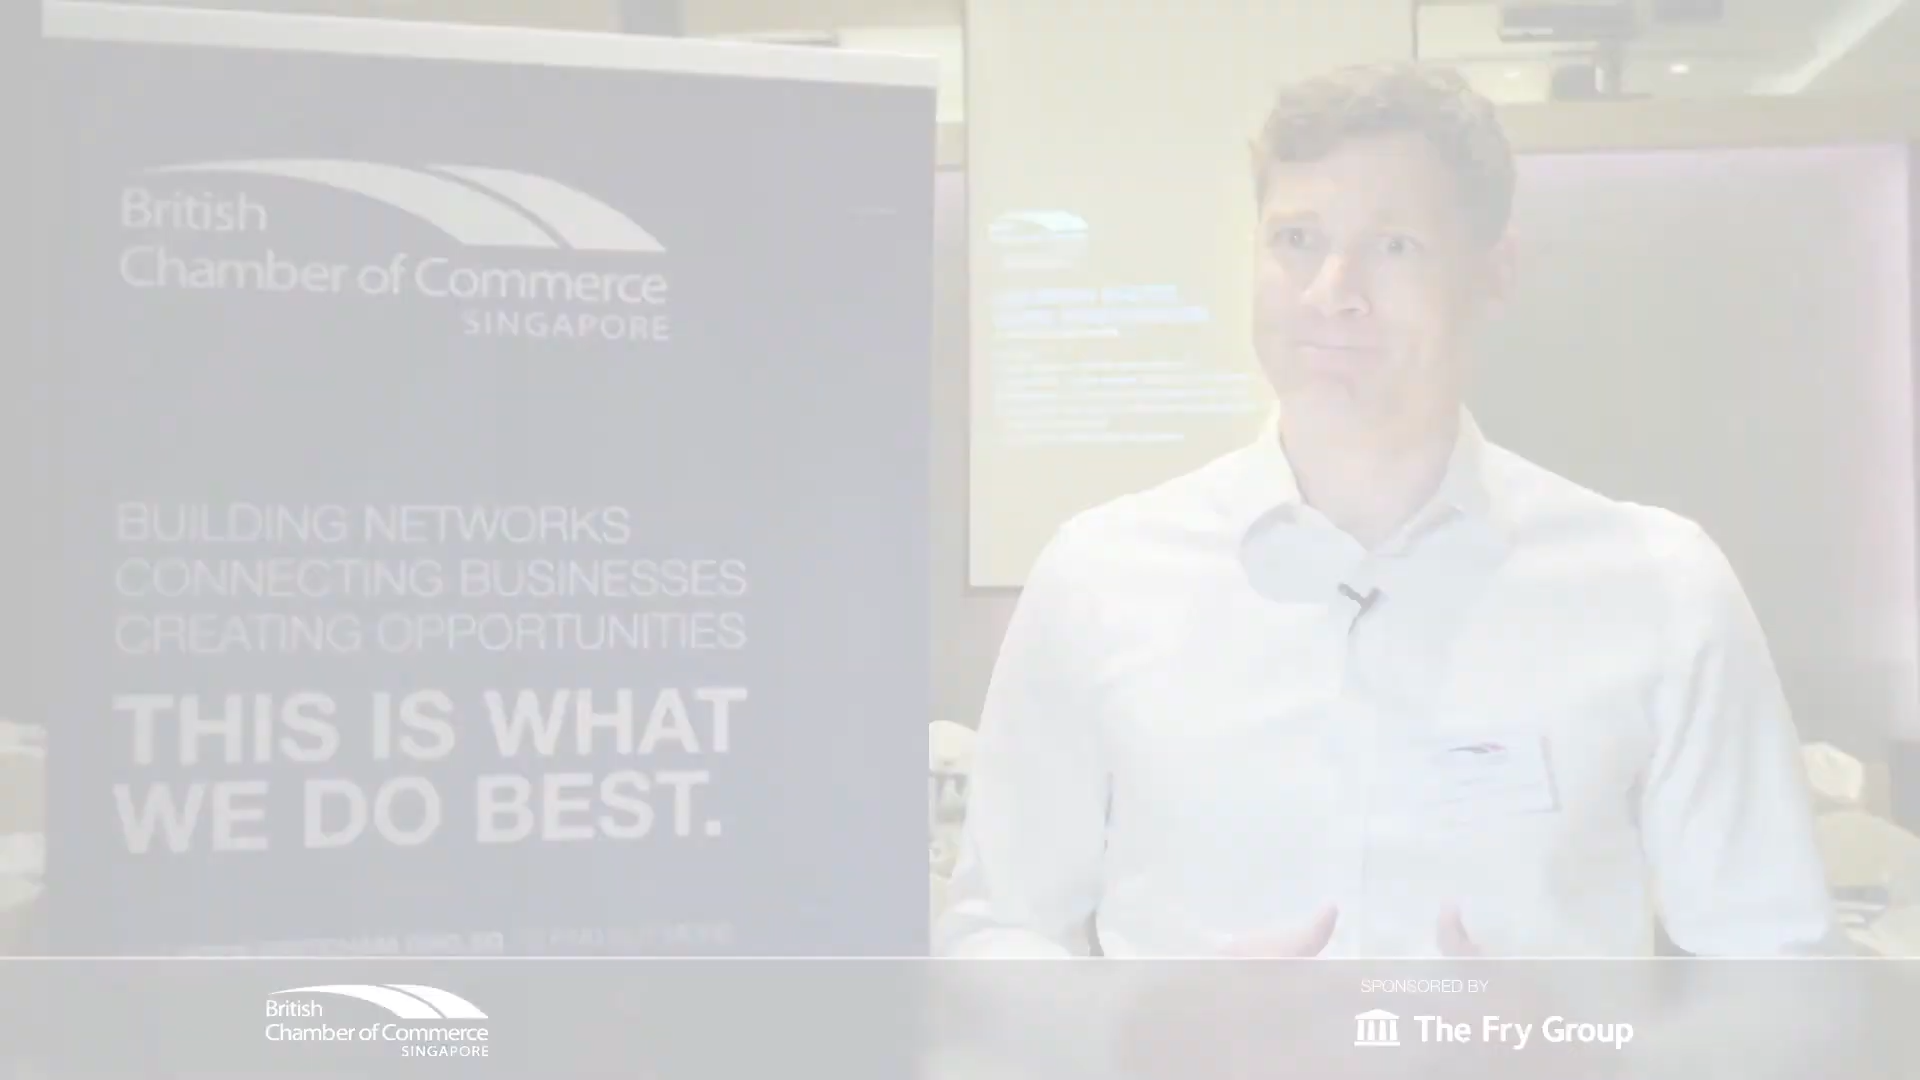 British
Chamber of Commerce
SINGAPORE
BUILDING NETWORKS
CONNECTING BUSINESSES
CREATING OPPORTUNITIES
THIS IS WHAT
WE DO BEST.
British
Chamber of Commerce
SINGAPORE
SPONSORED BY
The Fry Group